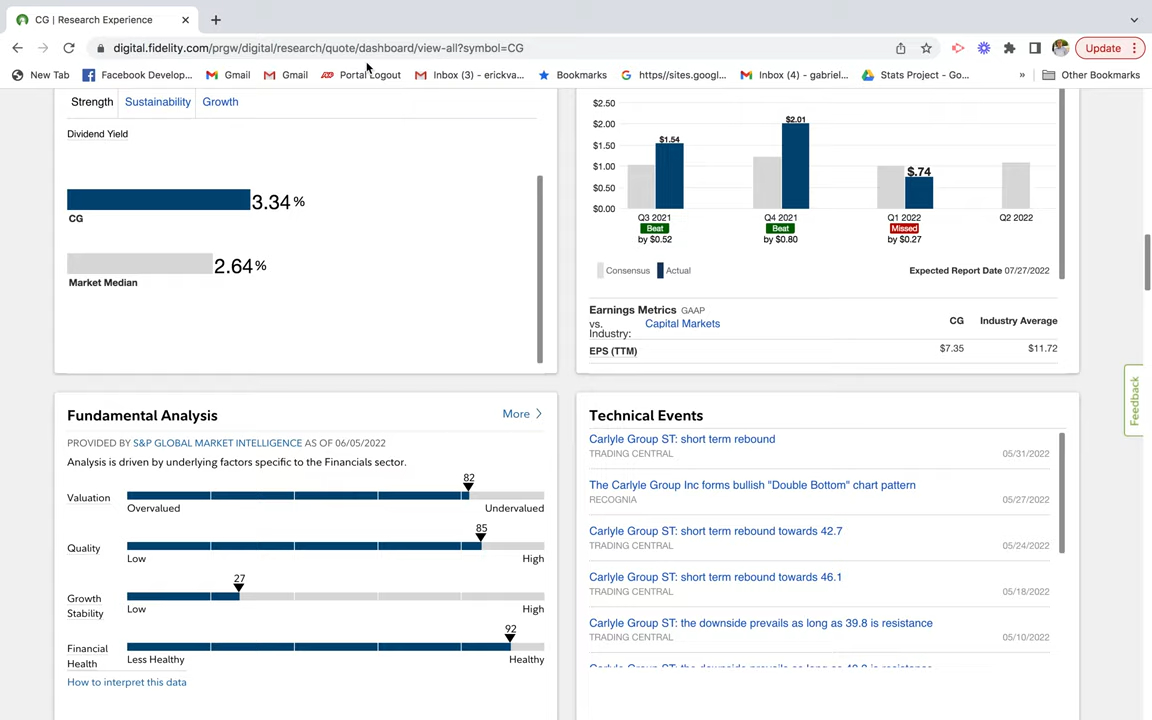 CG | Research Experience
digital.fidelity.com/prgw/digital/research/quote/dashboard/view-all?symbol=CG
Update
New Tab
Facebook Develop...
Gmail
Gmail
Portal Logout
Inbox (3) - erickva...
Bookmarks
https//sites.googl...
Inbox (4) - gabriel...
Stats Project - Go...
»
Other Bookmarks
Strength
Sustainability
Growth
Dividend Yield
3.34 %
CG
2.64 %
Market Median
$2.50
$2.00
$1.50
$1.00
$0.50
$0.00
$1.54
$2.01
$.74
Q3 2021
Q4 2021
Q1 2022
Q2 2022
Beat
Beat
Missed
by $0.52
by $0.80
by $0.27
Consensus
Actual
Expected Report Date 07/27/2022
Earnings Metrics GAAP
vs. Industry:
Capital Markets
CG
Industry Average
EPS (TTM)
$7.35
$11.72
Fundamental Analysis
More
PROVIDED BY S&P GLOBAL MARKET INTELLIGENCE AS OF 06/05/2022
Analysis is driven by underlying factors specific to the Financials sector.
82
Valuation
Overvalued
Undervalued
85
Quality
Low
High
27
Growth Stability
Low
High
92
Financial Health
Less Healthy
Healthy
How to interpret this data
Technical Events
Carlyle Group ST: short term rebound
TRADING CENTRAL
05/31/2022
The Carlyle Group Inc forms bullish "Double Bottom" chart pattern
RECOGNIA
05/27/2022
Carlyle Group ST: short term rebound towards 42.7
TRADING CENTRAL
05/24/2022
Carlyle Group ST: short term rebound towards 46.1
TRADING CENTRAL
05/18/2022
Carlyle Group ST: the downside prevails as long as 39.8 is resistance
TRADING CENTRAL
05/10/2022
Carlyle Group ST: the downside prevails as long as
is resistance
Feedback